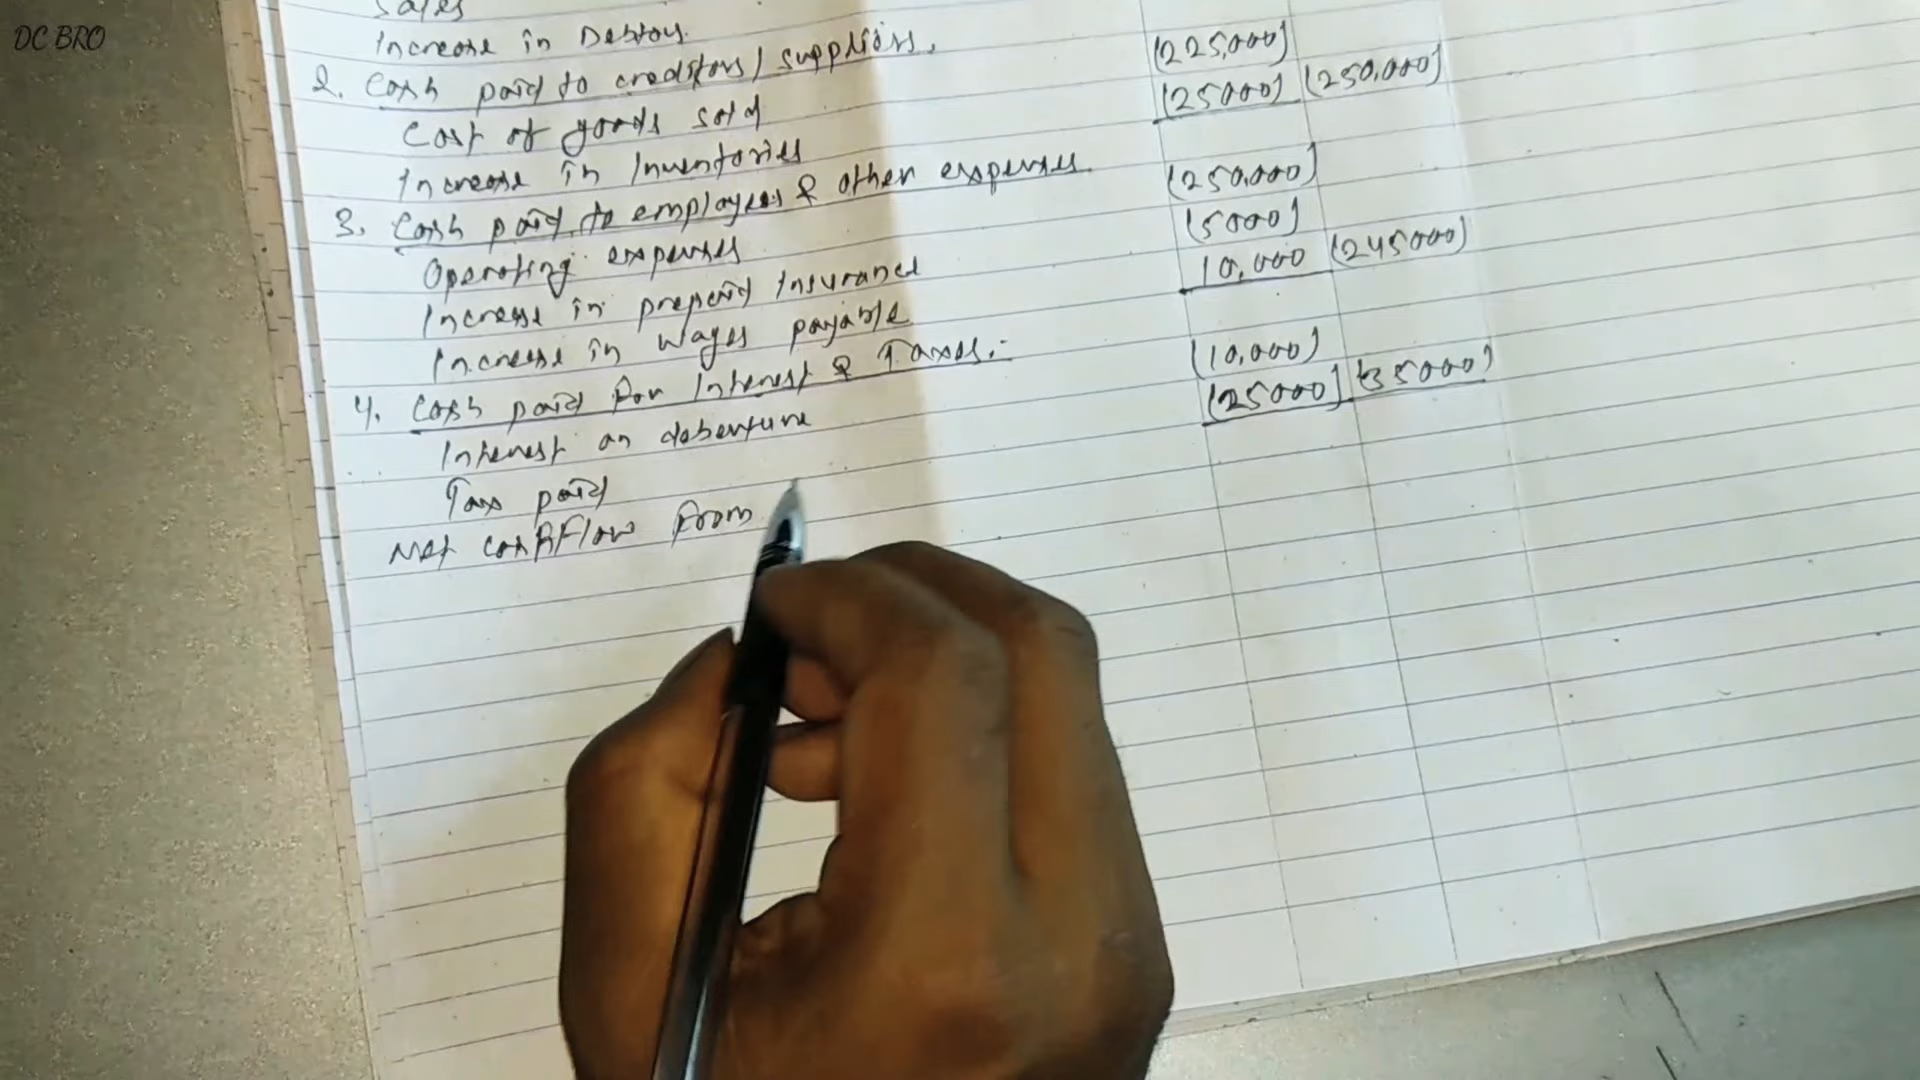 DC BRO
Sales
Increase in Debtors.
2. Cash paid to creditors / suppliers.
Cost of goods sold (225,000)
Increase in Inventories (25000) (250,000)
3. Cash paid to employees & other expenses
Operating expenses (250,000)
Increase in prepaid Insurance (5000)
Increase in wages payable 10,000 (245000)
4. Cash paid for Interest & Taxes:-
Interest on debenture (10,000)
Tax paid (25000) (35000)
Net cashflow from